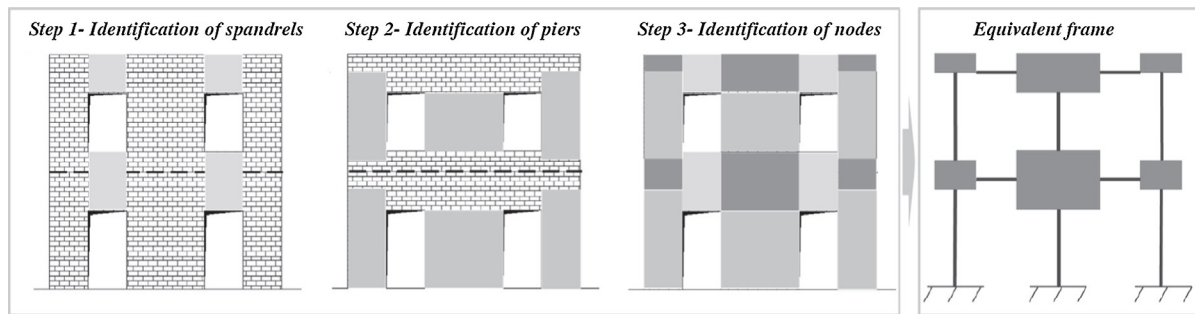 Step 1- Identification of spandrels
Step 2- Identification of piers
Step 3- Identification of nodes
Equivalent frame